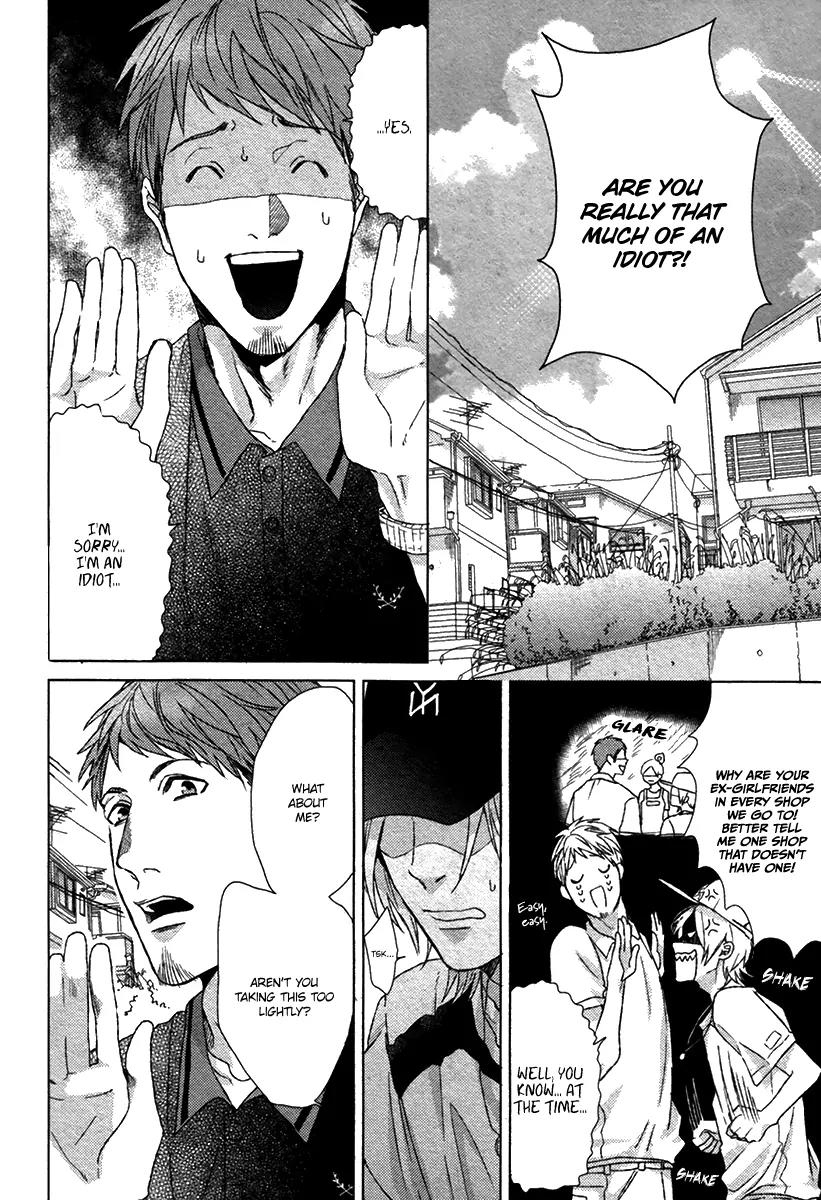 ARE YOU
REALLY THAT
MUCH OF AN
IDIOT?!
...YES.
I'M
SORRY...
I'M AN
IDIOT...
GLARE
WHY ARE YOUR
EX-GIRLFRIENDS
IN EVERY SHOP
WE GO TO!
BETTER TELL
ME ONE SHOP
THAT DOESN'T
HAVE ONE!
Easy,
easy.
SHAKE
WELL, YOU
KNOW... AT
THE TIME...
SHAKE
TSK...
WHAT
ABOUT
ME?
AREN'T YOU
TAKING THIS TOO
LIGHTLY?